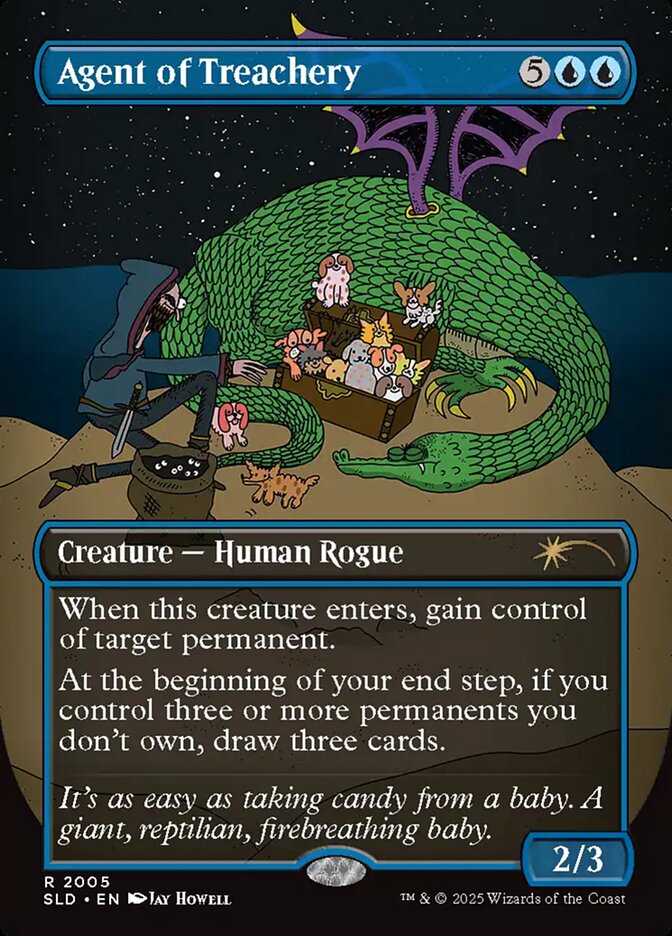 Agent of Treachery 5
Creature — Human Rogue
When this creature enters, gain control
of target permanent.
At the beginning of your end step, if you
control three or more permanents you
don't own, draw three cards.
It's as easy as taking candy from a baby. A
giant, reptilian, firebreathing baby.
2/3
R 2005
SLD • EN Jay Howell
™ & © 2025 Wizards of the Coast